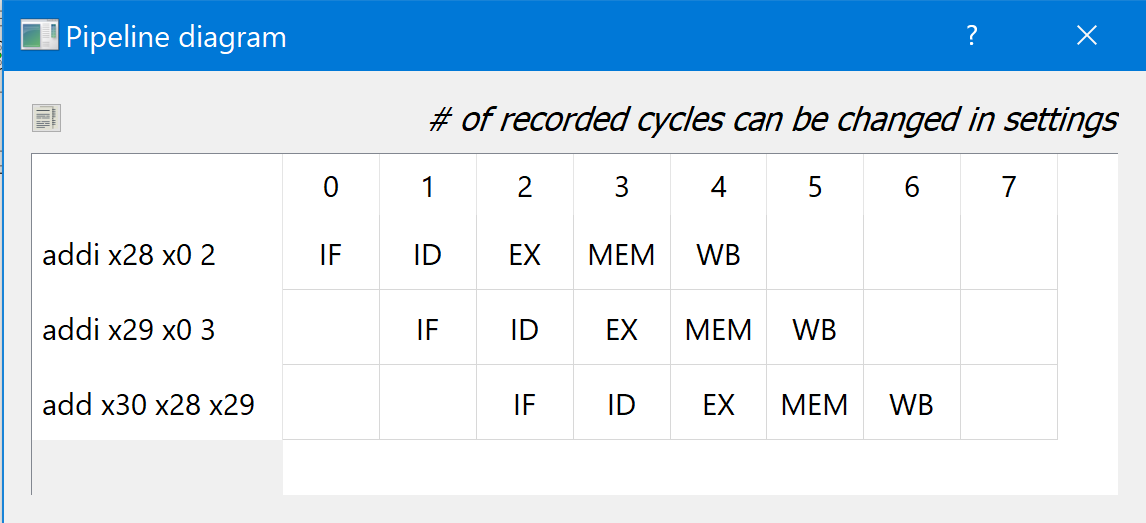 Pipeline diagram ?
# of recorded cycles can be changed in settings
0 1 2 3 4 5 6 7
addi x28 x0 2 IF ID EX MEM WB
addi x29 x0 3 IF ID EX MEM WB
add x30 x28 x29 IF ID EX MEM WB